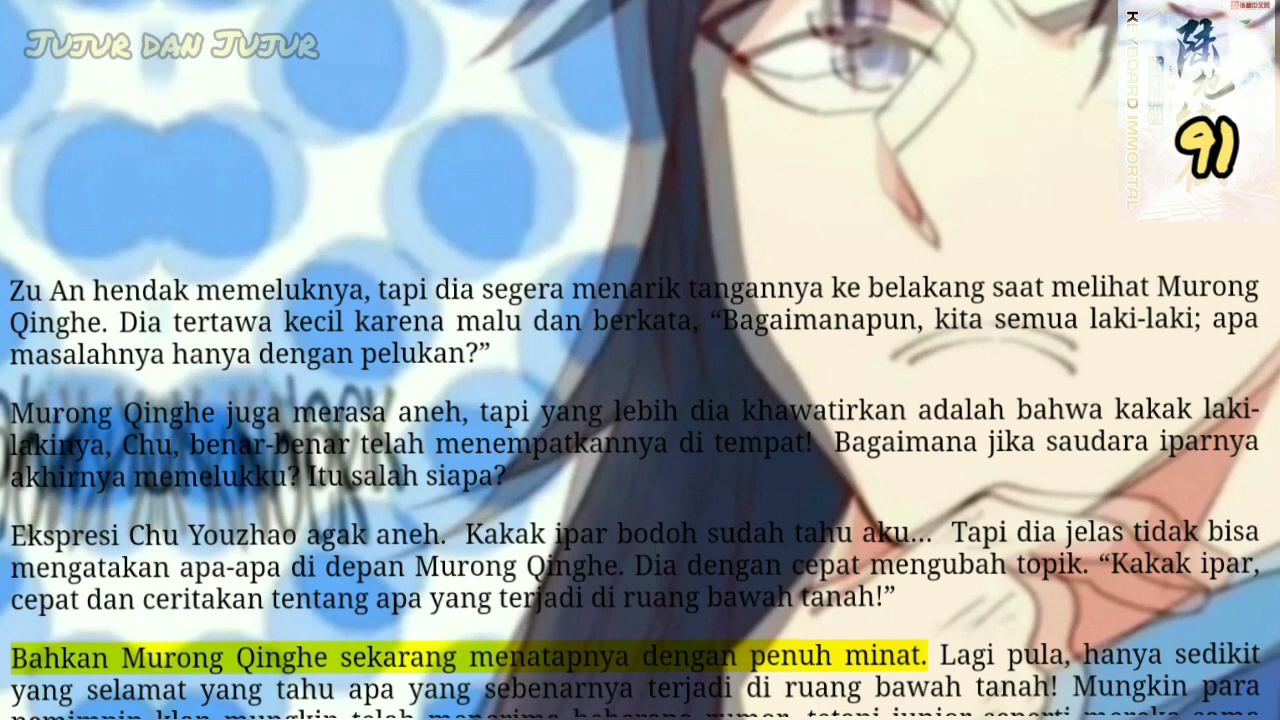 Jujur dan Jujur
KEYBOARD IMMORTAL
91
Zu An hendak memeluknya, tapi dia segera menarik tangannya ke belakang saat melihat Murong
Qinghe. Dia tertawa kecil karena malu dan berkata, “Bagaimanapun, kita semua laki-laki; apa
masalahnya hanya dengan pelukan?”
Murong Qinghe juga merasa aneh, tapi yang lebih dia khawatirkan adalah bahwa kakak laki-
lakinya, Chu, benar-benar telah menempatkannya di tempat!  Bagaimana jika saudara iparnya
akhirnya memelukku? Itu salah siapa?
Ekspresi Chu Youzhao agak aneh.  Kakak ipar bodoh sudah tahu aku...  Tapi dia jelas tidak bisa
mengatakan apa-apa di depan Murong Qinghe. Dia dengan cepat mengubah topik. “Kakak ipar,
cepat dan ceritakan tentang apa yang terjadi di ruang bawah tanah!”
Bahkan Murong Qinghe sekarang menatapnya dengan penuh minat. Lagi pula, hanya sedikit
yang selamat yang tahu apa yang sebenarnya terjadi di ruang bawah tanah! Mungkin para